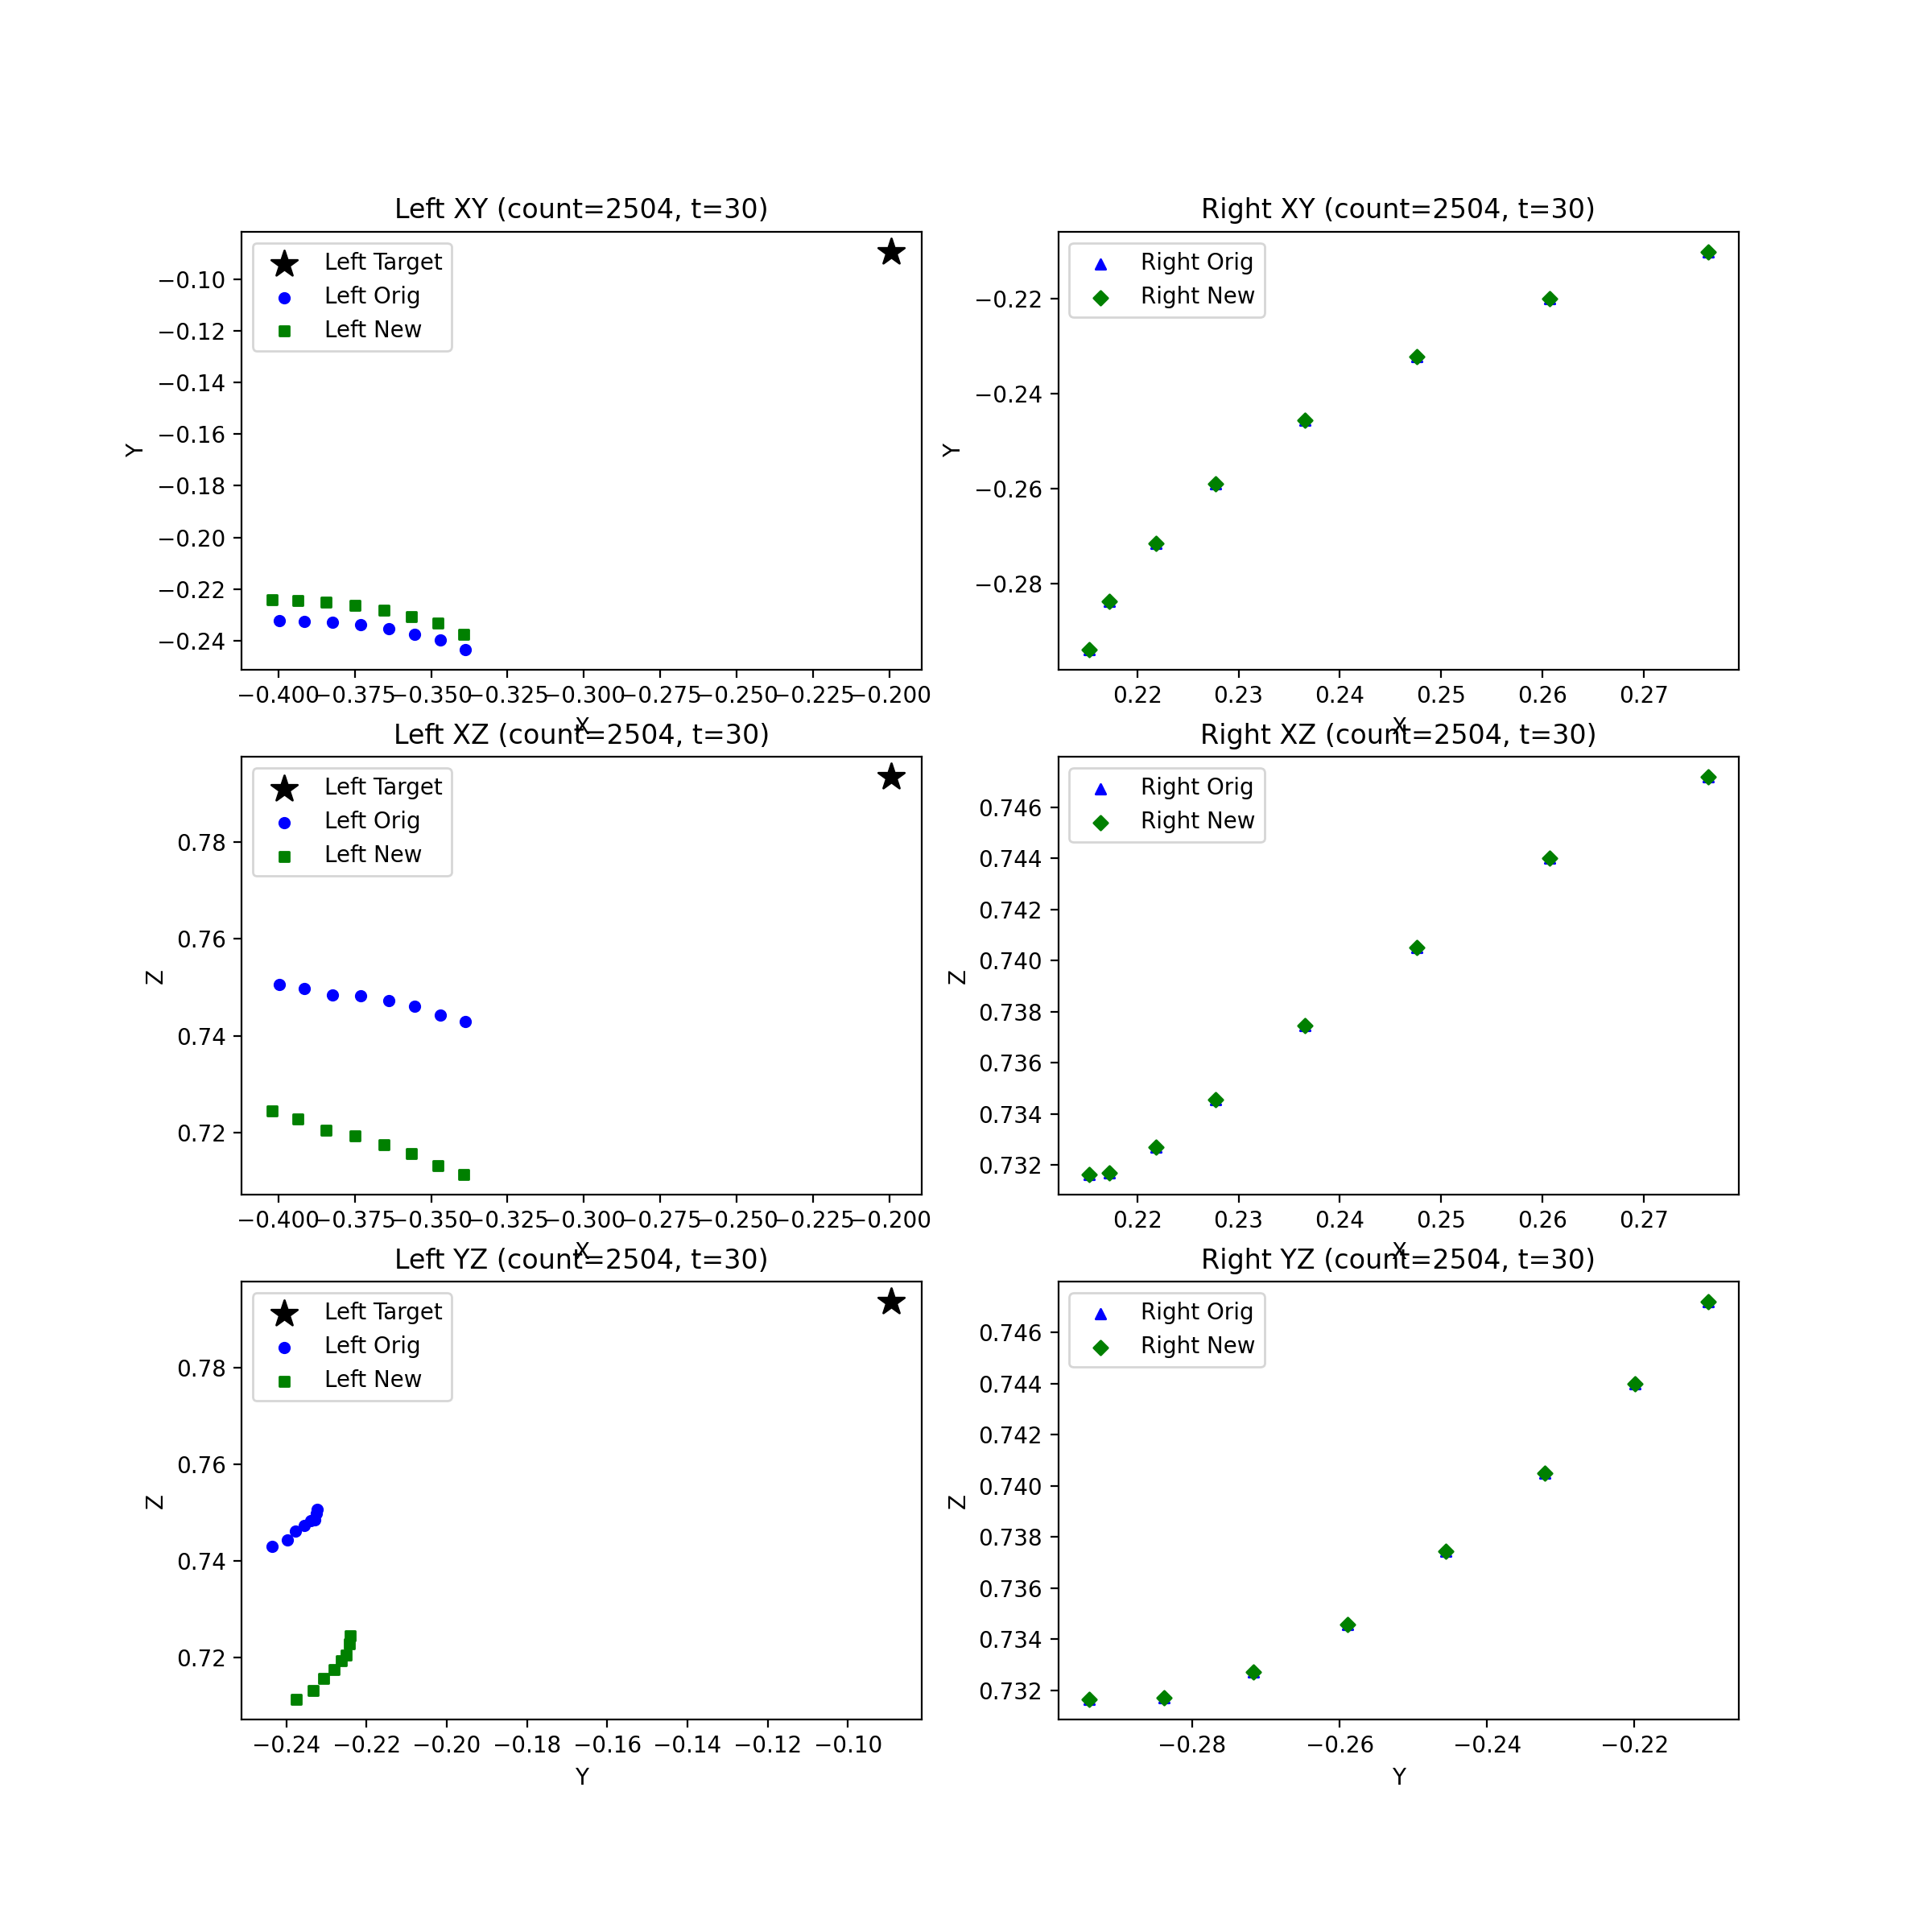 Left XY (count=2504, t=30)
Left Target
Left Orig
Left New
−0.10
−0.12
−0.14
−0.16
−0.18
−0.20
−0.22
−0.24
Y
−0.400 −0.375 −0.350 −0.325 −0.300 −0.275 −0.250 −0.225 −0.200
X
Right XY (count=2504, t=30)
Right Orig
Right New
−0.22
−0.24
−0.26
−0.28
Y
0.22 0.23 0.24 0.25 0.26 0.27
X
Left XZ (count=2504, t=30)
Left Target
Left Orig
Left New
0.78
0.76
0.74
0.72
Z
−0.400 −0.375 −0.350 −0.325 −0.300 −0.275 −0.250 −0.225 −0.200
X
Right XZ (count=2504, t=30)
Right Orig
Right New
0.746
0.744
0.742
0.740
0.738
0.736
0.734
0.732
Z
0.22 0.23 0.24 0.25 0.26 0.27
X
Left YZ (count=2504, t=30)
Left Target
Left Orig
Left New
0.78
0.76
0.74
0.72
Z
−0.24 −0.22 −0.20 −0.18 −0.16 −0.14 −0.12 −0.10
Y
Right YZ (count=2504, t=30)
Right Orig
Right New
0.746
0.744
0.742
0.740
0.738
0.736
0.734
0.732
Z
−0.28 −0.26 −0.24 −0.22
Y